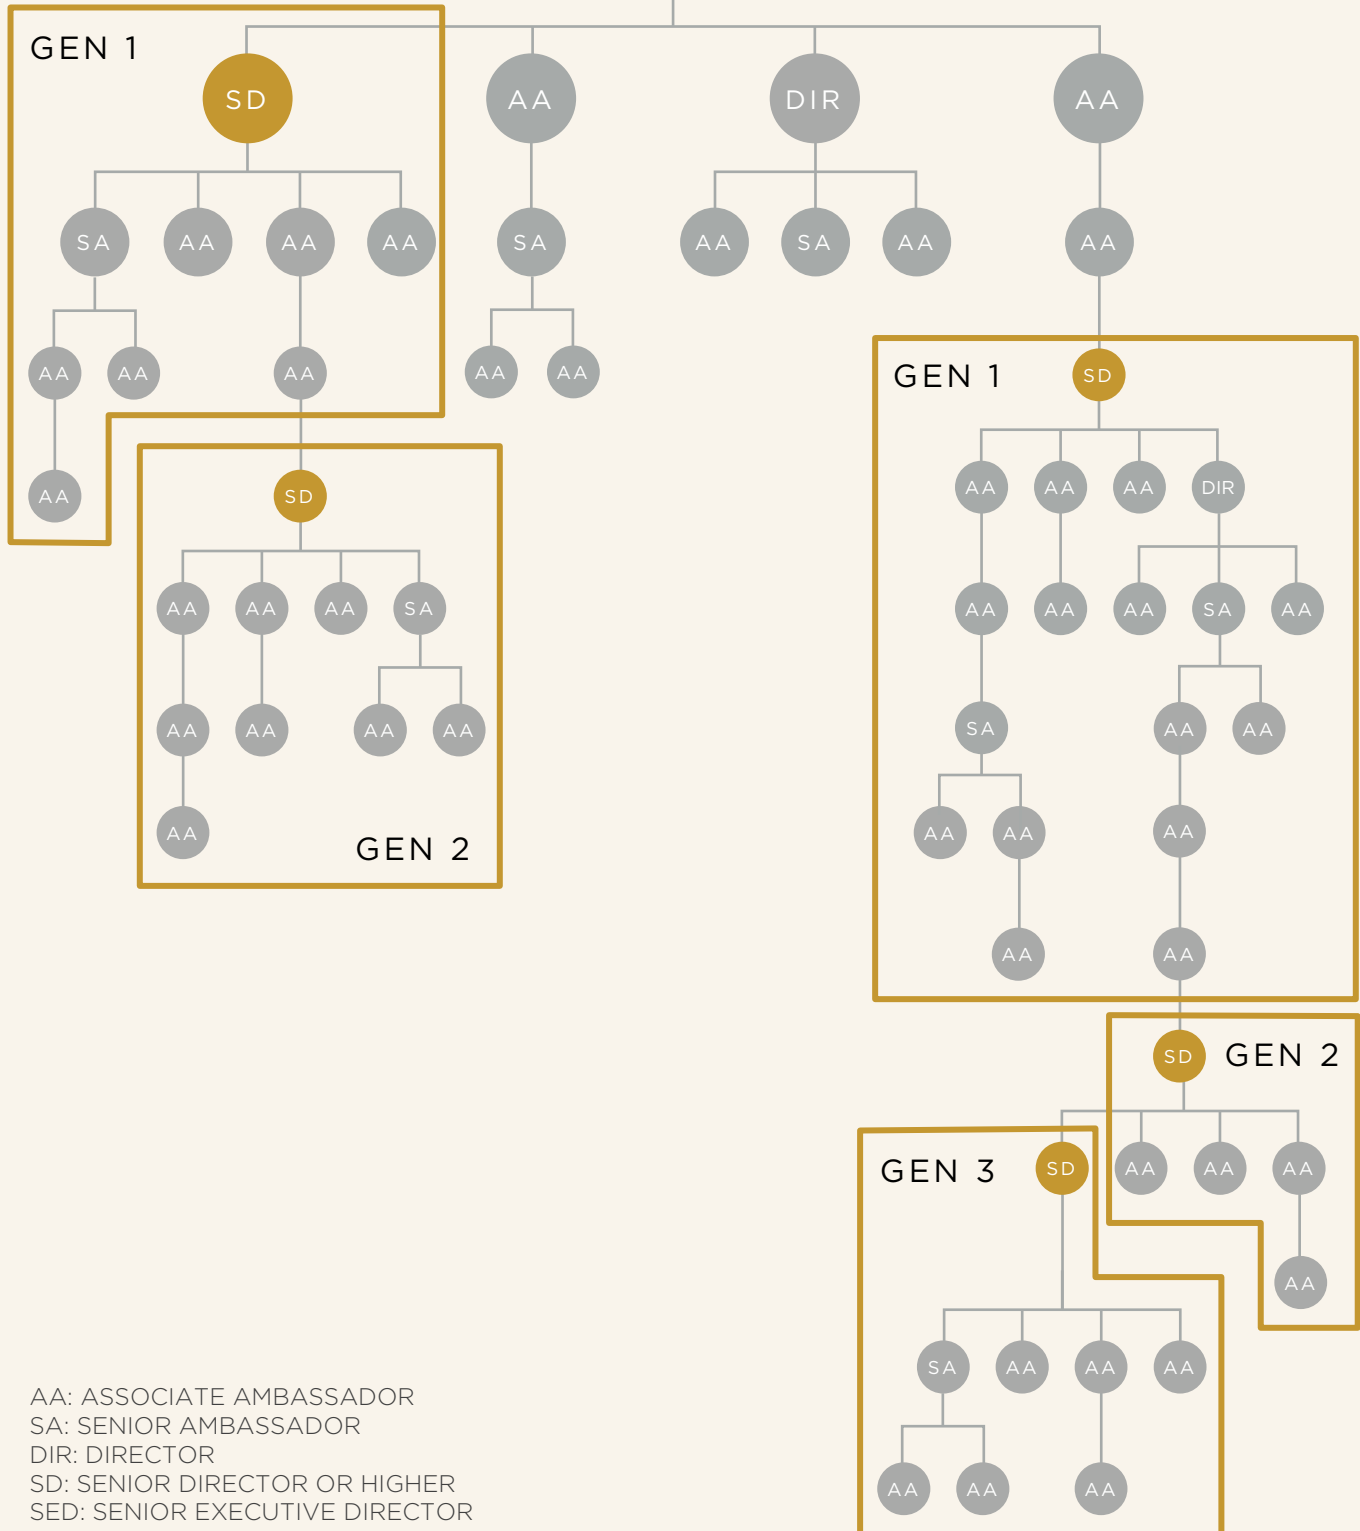 GEN 1
SD AA DIR AA
SA AA AA AA SA AA SA AA AA
AA AA AA AA AA
GEN 1 SD
AA SD AA AA AA DIR
AA AA AA SA AA AA AA SA AA
AA AA AA AA SA AA AA
AA GEN 2 AA AA AA
AA AA
SD GEN 2
GEN 3 SD AA AA AA
AA
SA AA AA AA
AA: ASSOCIATE AMBASSADOR
SA: SENIOR AMBASSADOR
DIR: DIRECTOR
SD: SENIOR DIRECTOR OR HIGHER
SED: SENIOR EXECUTIVE DIRECTOR
AA AA AA